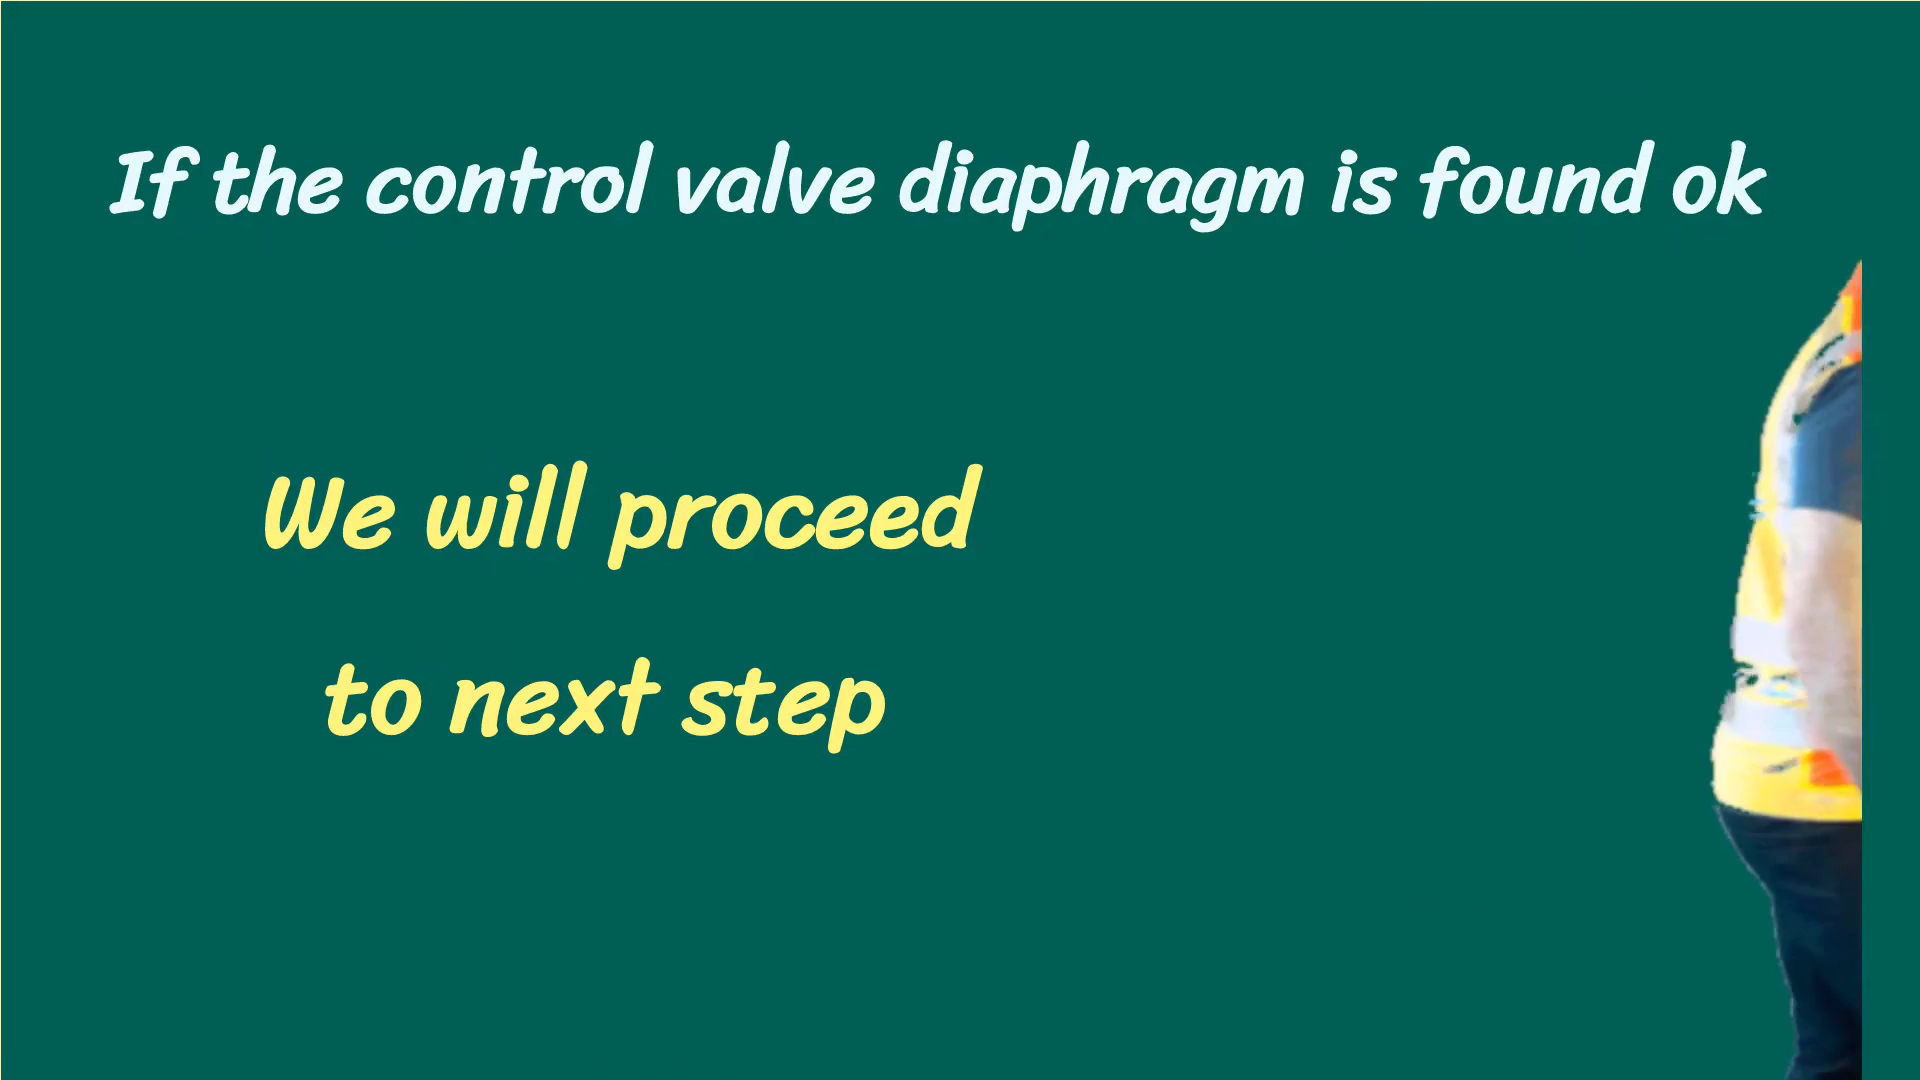 If the control valve diaphragm is found ok
We will proceed
to next step